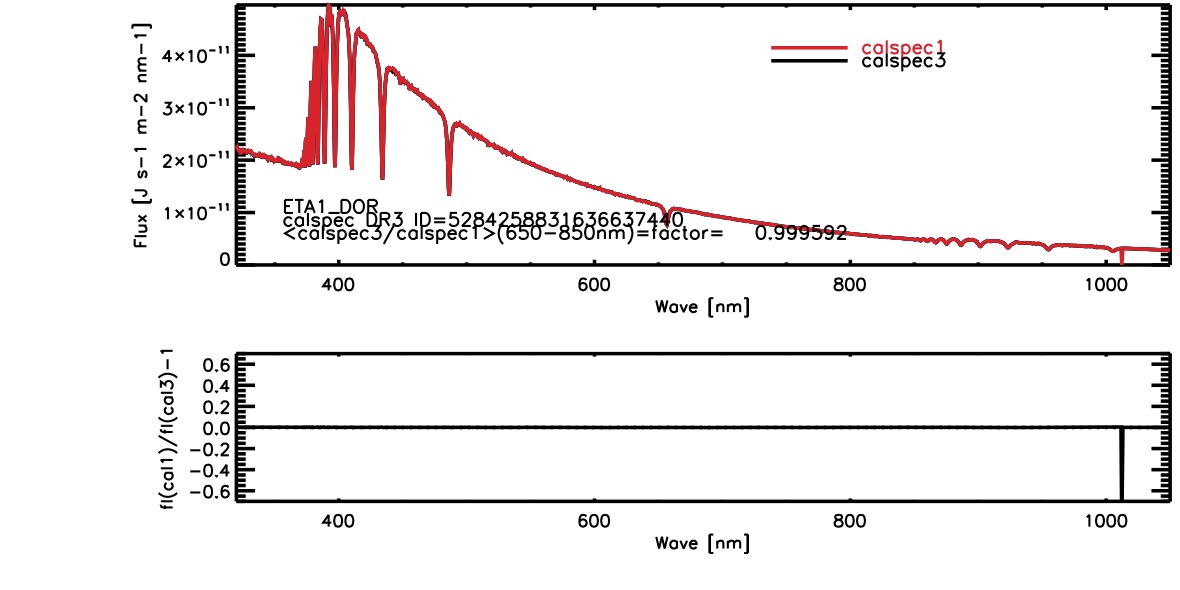 Flux [J s−1 m−2 nm−1]
4×10⁻¹¹
3×10⁻¹¹
2×10⁻¹¹
1×10⁻¹¹
0
calspec1
calspec3
ETA1_DOR
calspec DR3 ID=5284258831636637440
<calspec3/calspec1>(650−850nm)=factor= 0.999592
400 600 800 1000
Wave [nm]
fl(cal1)/fl(cal3)−1
0.6
0.4
0.2
0.0
−0.2
−0.4
−0.6
400 600 800 1000
Wave [nm]